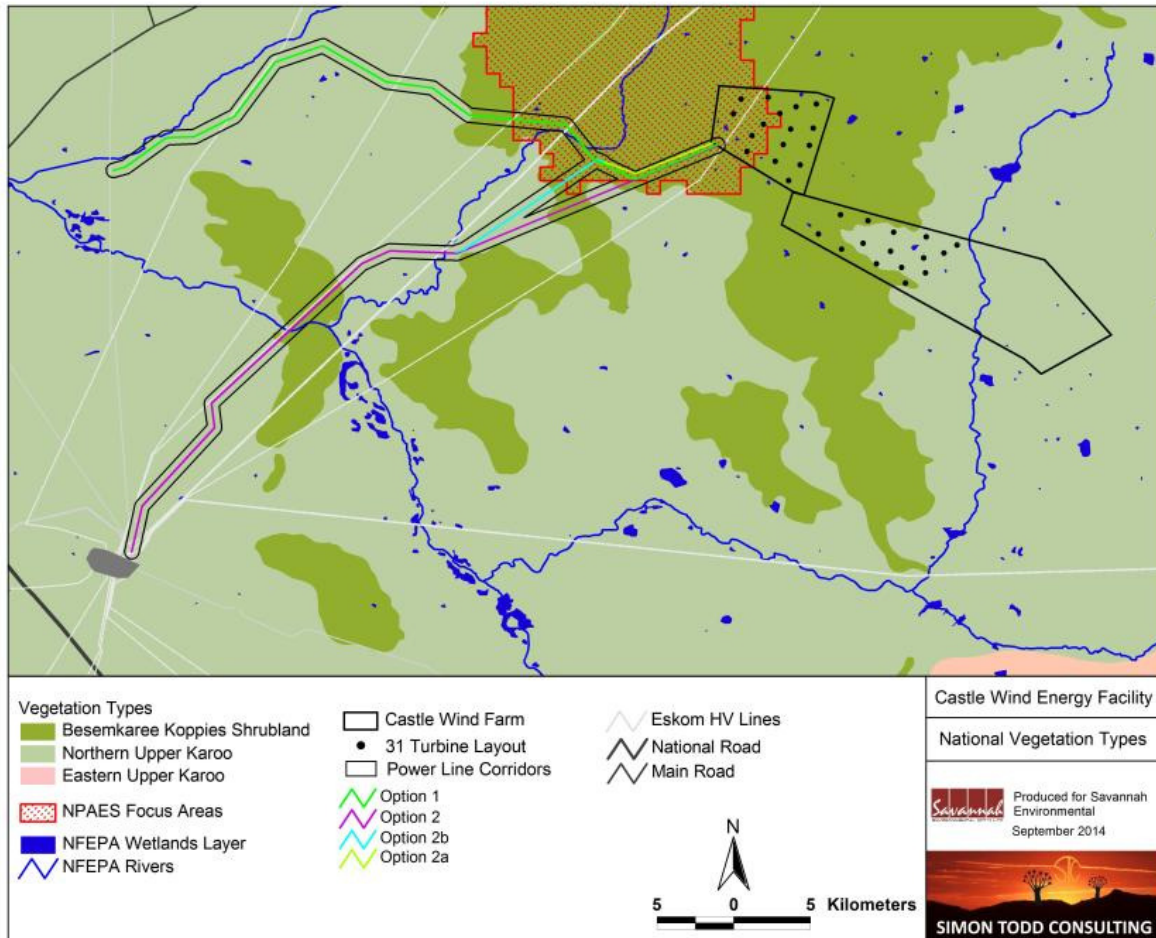 Vegetation Types
Besemkaree Koppies Shrubland
Northern Upper Karoo
Eastern Upper Karoo
NPAES Focus Areas
NFEPA Wetlands Layer
NFEPA Rivers
Castle Wind Farm
31 Turbine Layout
Power Line Corridors
Option 1
Option 2
Option 2b
Option 2a
Eskom HV Lines
National Road
Main Road
N
5 0 5 Kilometers
Castle Wind Energy Facility
National Vegetation Types
Savannah
Produced for Savannah
Environmental
September 2014
SIMON TODD CONSULTING